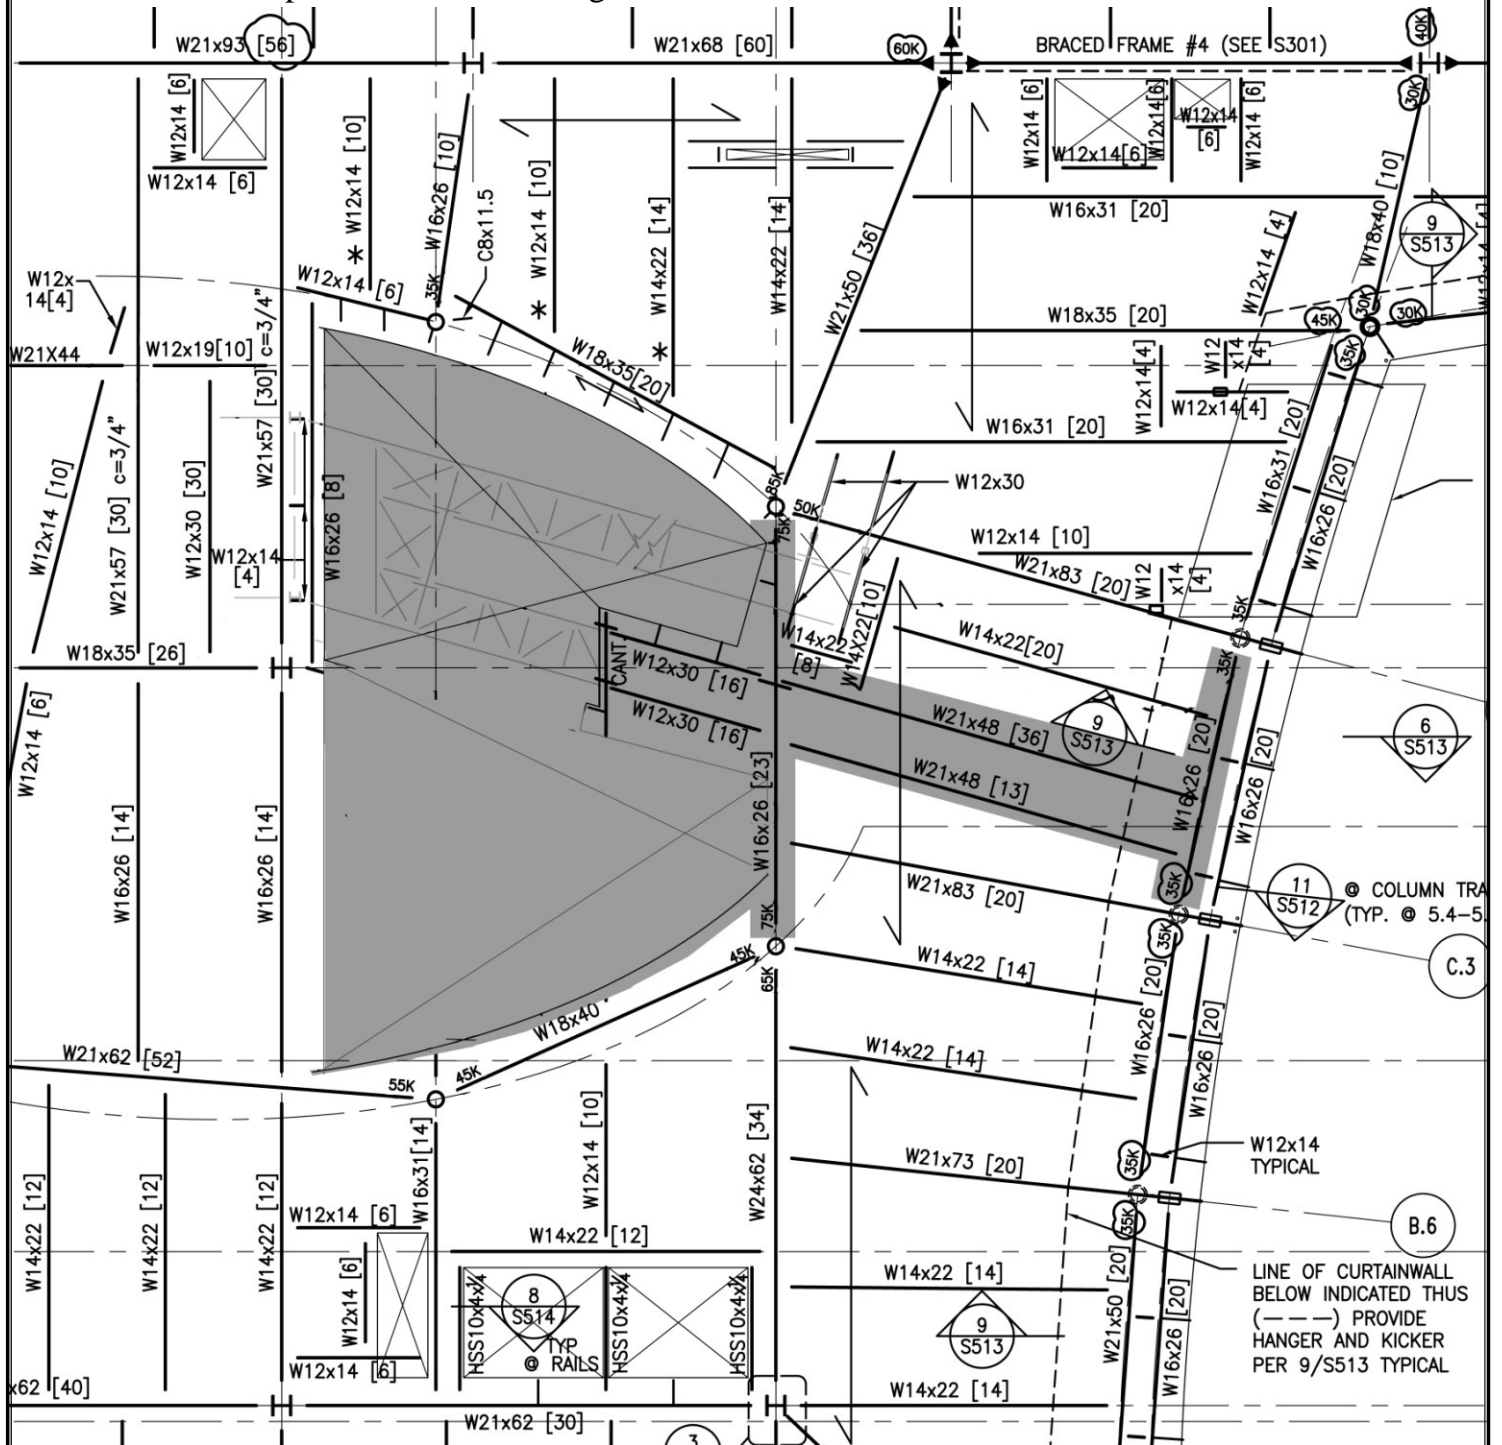 W21x93 [56]
W21x68 [60]
60K
BRACED FRAME #4 (SEE S301)
40K
30K
W12x14 [6]
W12x14 [6]
* W12x14 [10]
W16x26 [10]
C8x11.5
* W12x14 [10]
* W14x22 [14]
W14x22 [14]
W21x50 [36]
W12x14 [6]
W12x14[6]
W12x14[6]
W12x14
[6]
W12x14 [6]
W16x31 [20]
W18x40 [10]
9
S513
W12x14 [4]
W12x14 [4]
W12x
14[4]
W12x14 [6]
35K
W18x35 [20]
45K
30K
30K
35K
W21X44
W12x19[10]
W21x57 [30] c=3/4"
W18x35[20]
W12x14[4]
W12
x14
[4]
W12x14[4]
W16x31 [20]
W16x31 [20]
W16x26 [20]
W12x14 [10]
W21x57 [30] c=3/4"
W12x30 [30]
W12x14
[4]
W16x26 [8]
85K
75K
50K
W12x30
W12x14 [10]
W21x83 [20]
W12
x14
[4]
35K
35K
W18x35 [26]
CANT.
W12x30 [16]
W12x30 [16]
W14x22
[8]
W14x22[10]
W14x22[20]
W21x48 [36]
W21x48 [13]
9
S513
W16x26 [20]
W16x26 [20]
6
S513
W12x14 [6]
W16x26 [14]
W16x26 [14]
W16x26 [23]
75K
W21x83 [20]
35K
35K
11
S512
@ COLUMN TRA
(TYP. @ 5.4-5.
C.3
45K
65K
W18x40
W14x22 [14]
W16x26 [20]
W16x26 [20]
W21x62 [52]
55K
45K
W14x22 [14]
W16x31[14]
W12x14 [10]
W24x62 [34]
W21x73 [20]
35K
W12x14
TYPICAL
35K
B.6
W14x22 [12]
W14x22 [12]
W14x22 [12]
W12x14 [6]
W12x14 [6]
W12x14 [6]
W14x22 [12]
HSS10x4x1/4
8
S514
TYP
@ RAILS
HSS10x4x1/4
HSS10x4x1/4
W14x22 [14]
9
S513
W21x50 [20]
W16x26 [20]
LINE OF CURTAINWALL
BELOW INDICATED THUS
(----) PROVIDE
HANGER AND KICKER
PER 9/S513 TYPICAL
x62 [40]
W21x62 [30]
W14x22 [14]
3